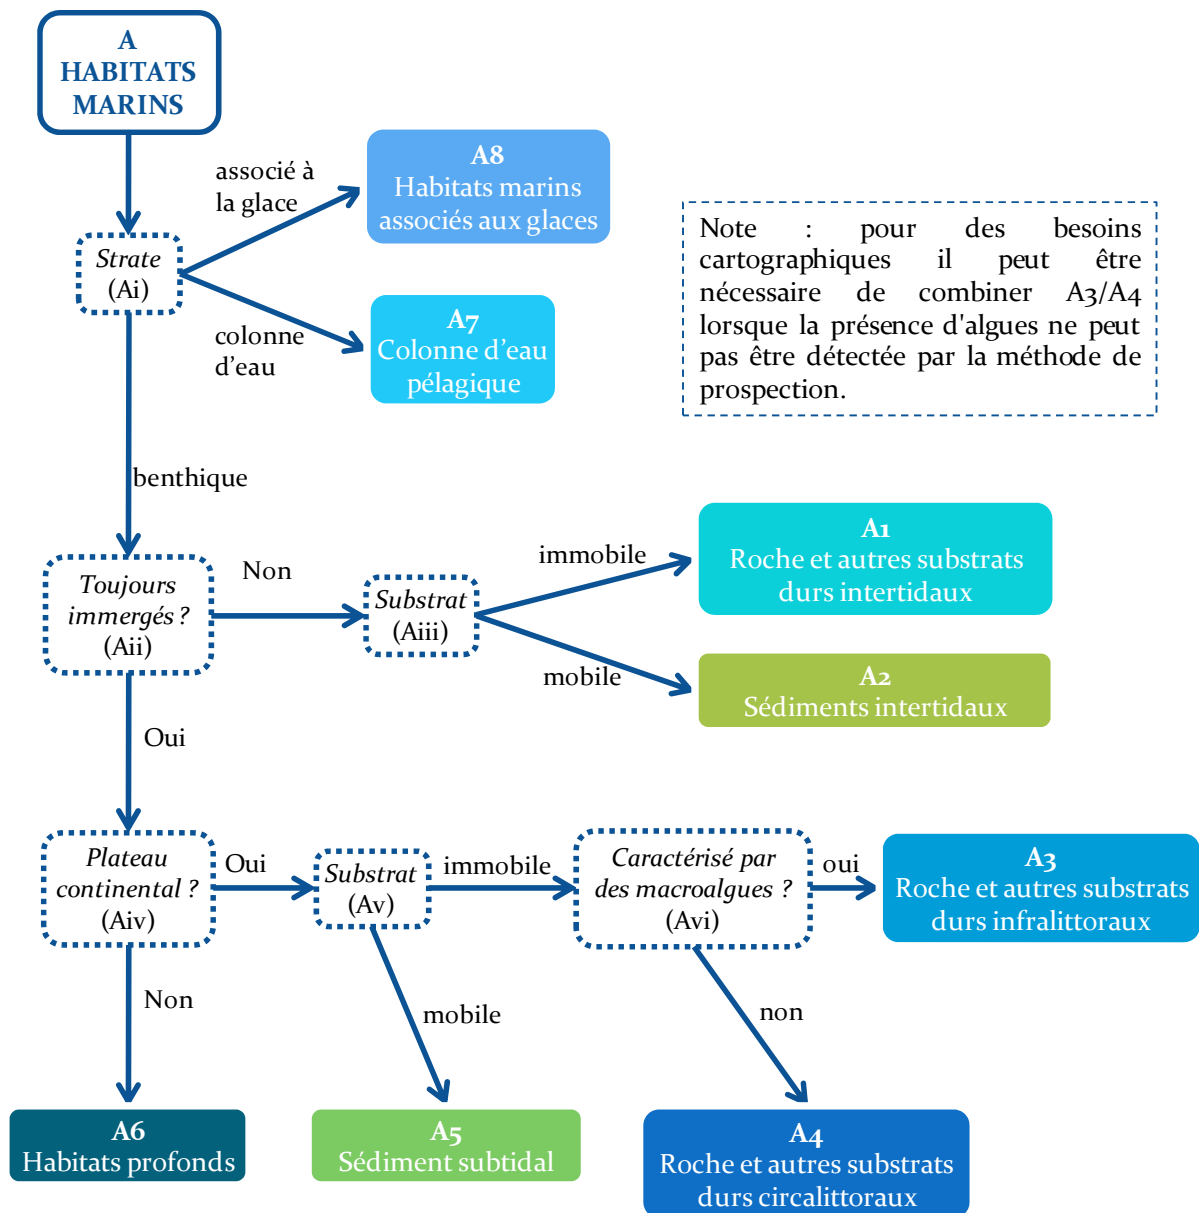 A
HABITATS
MARINS
associé à
la glace
A8
Habitats marins
associés aux glaces
Note : pour des besoins
cartographiques il peut être
nécessaire de combiner A3/A4
lorsque la présence d'algues ne peut
pas être détectée par la méthode de
prospection.
Strate
(Ai)
colonne
d’eau
A7
Colonne d’eau
pélagique
benthique
Toujours
immergés ?
(Aii)
Non
Substrat
(Aiii)
immobile
A1
Roche et autres substrats
durs intertidaux
mobile
A2
Sédiments intertidaux
Oui
Plateau
continental ?
(Aiv)
Oui
Substrat
(Av)
immobile
Caractérisé par
des macroalgues ?
(Avi)
oui
A3
Roche et autres substrats
durs infralittoraux
Non
mobile
non
A6
Habitats profonds
A5
Sédiment subtidal
A4
Roche et autres substrats
durs circalittoraux